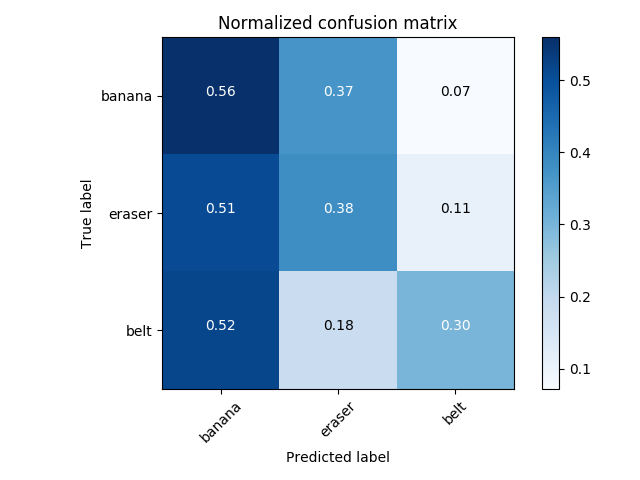 Normalized confusion matrix
banana 0.56 0.37 0.07
eraser 0.51 0.38 0.11
belt 0.52 0.18 0.30
True label
banana eraser belt
Predicted label
0.5
0.4
0.3
0.2
0.1